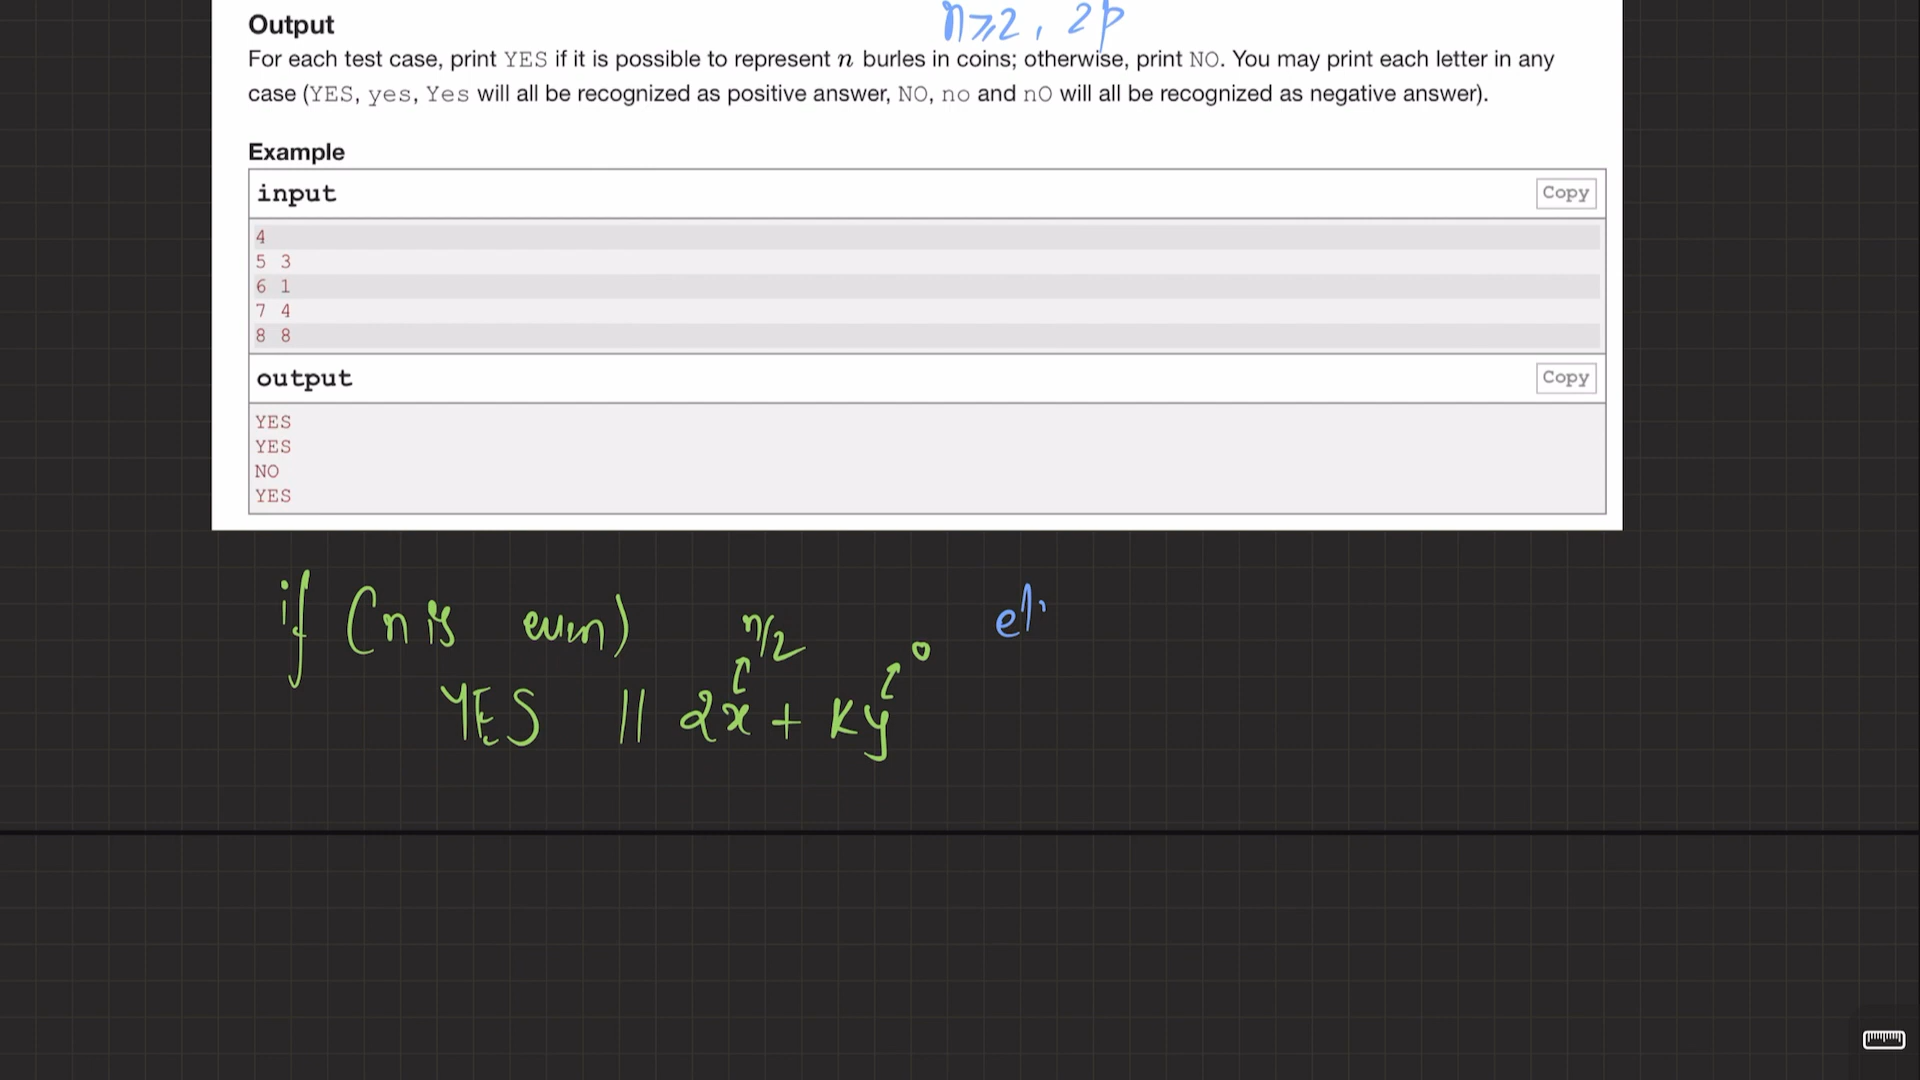 n≥2, 2p
Output
For each test case, print YES if it is possible to represent n burles in coins; otherwise, print NO. You may print each letter in any
case (YES, yes, Yes will all be recognized as positive answer, NO, no and nO will all be recognized as negative answer).
Example
input
Copy
4
5 3
6 1
7 4
8 8
output
Copy
YES
YES
NO
YES
if (n is even)
n/2
0
el
YES || 2x + Ky